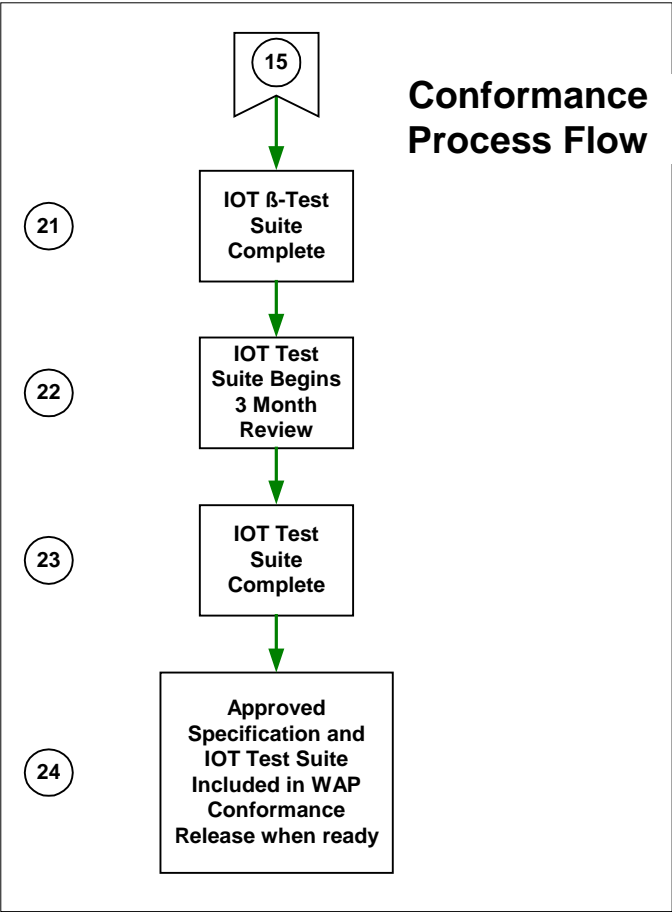 15
Conformance
Process Flow
21
IOT ß-Test
Suite
Complete
22
IOT Test
Suite Begins
3 Month
Review
23
IOT Test
Suite
Complete
24
Approved
Specification and
IOT Test Suite
Included in WAP
Conformance
Release when ready